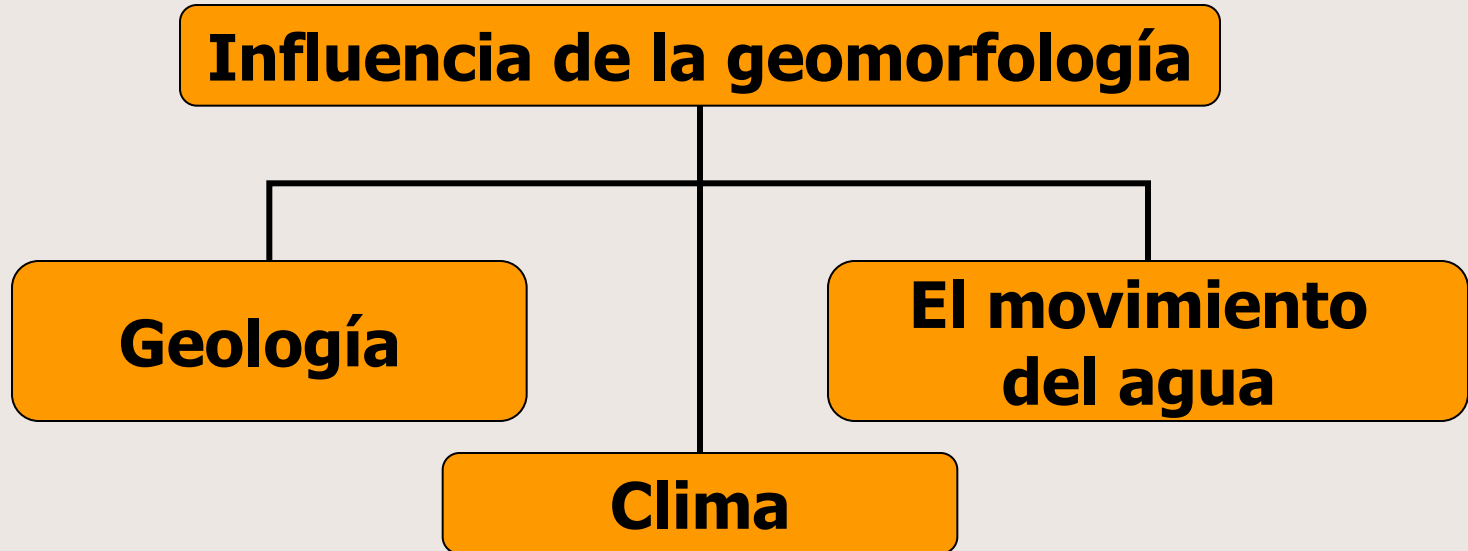 Influencia de la geomorfología
Geología
El movimiento
del agua
Clima